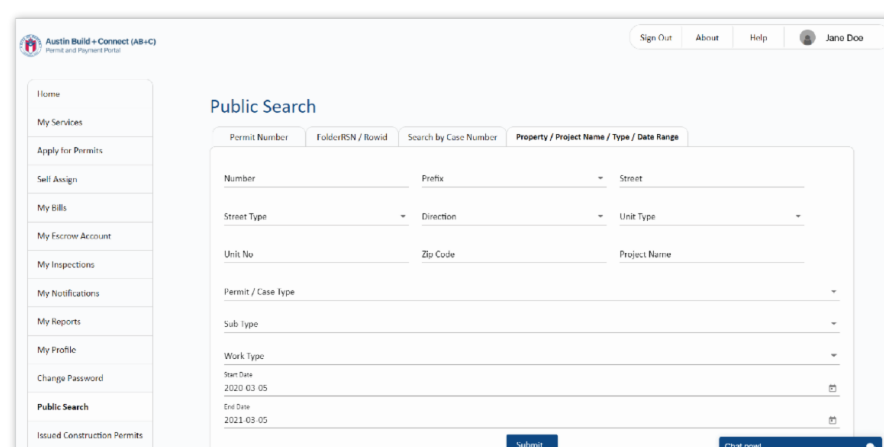 Austin Build + Connect (AB+C)
Permit and Payment Portal
Sign Out About Help Jane Doe
Home
My Services
Apply for Permits
Self Assign
My Bills
My Escrow Account
My Inspections
My Notifications
My Reports
My Profile
Change Password
Public Search
Issued Construction Permits
Public Search
Permit Number FolderRSN / Rowid Search by Case Number Property / Project Name / Type / Date Range
Number Prefix Street
Street Type Direction Unit Type
Unit No Zip Code Project Name
Permit / Case Type
Sub Type
Work Type
Start Date
2020-03-05
End Date
2021-03-05
Submit
Chat now!